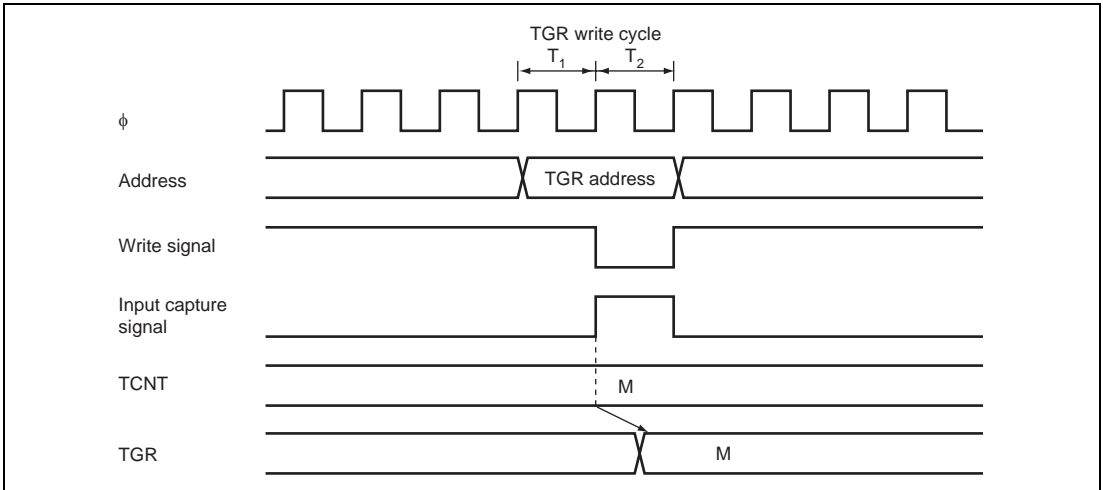 TGR write cycle
T1 T2
ϕ
Address
TGR address
Write signal
Input capture
signal
TCNT
M
TGR
M